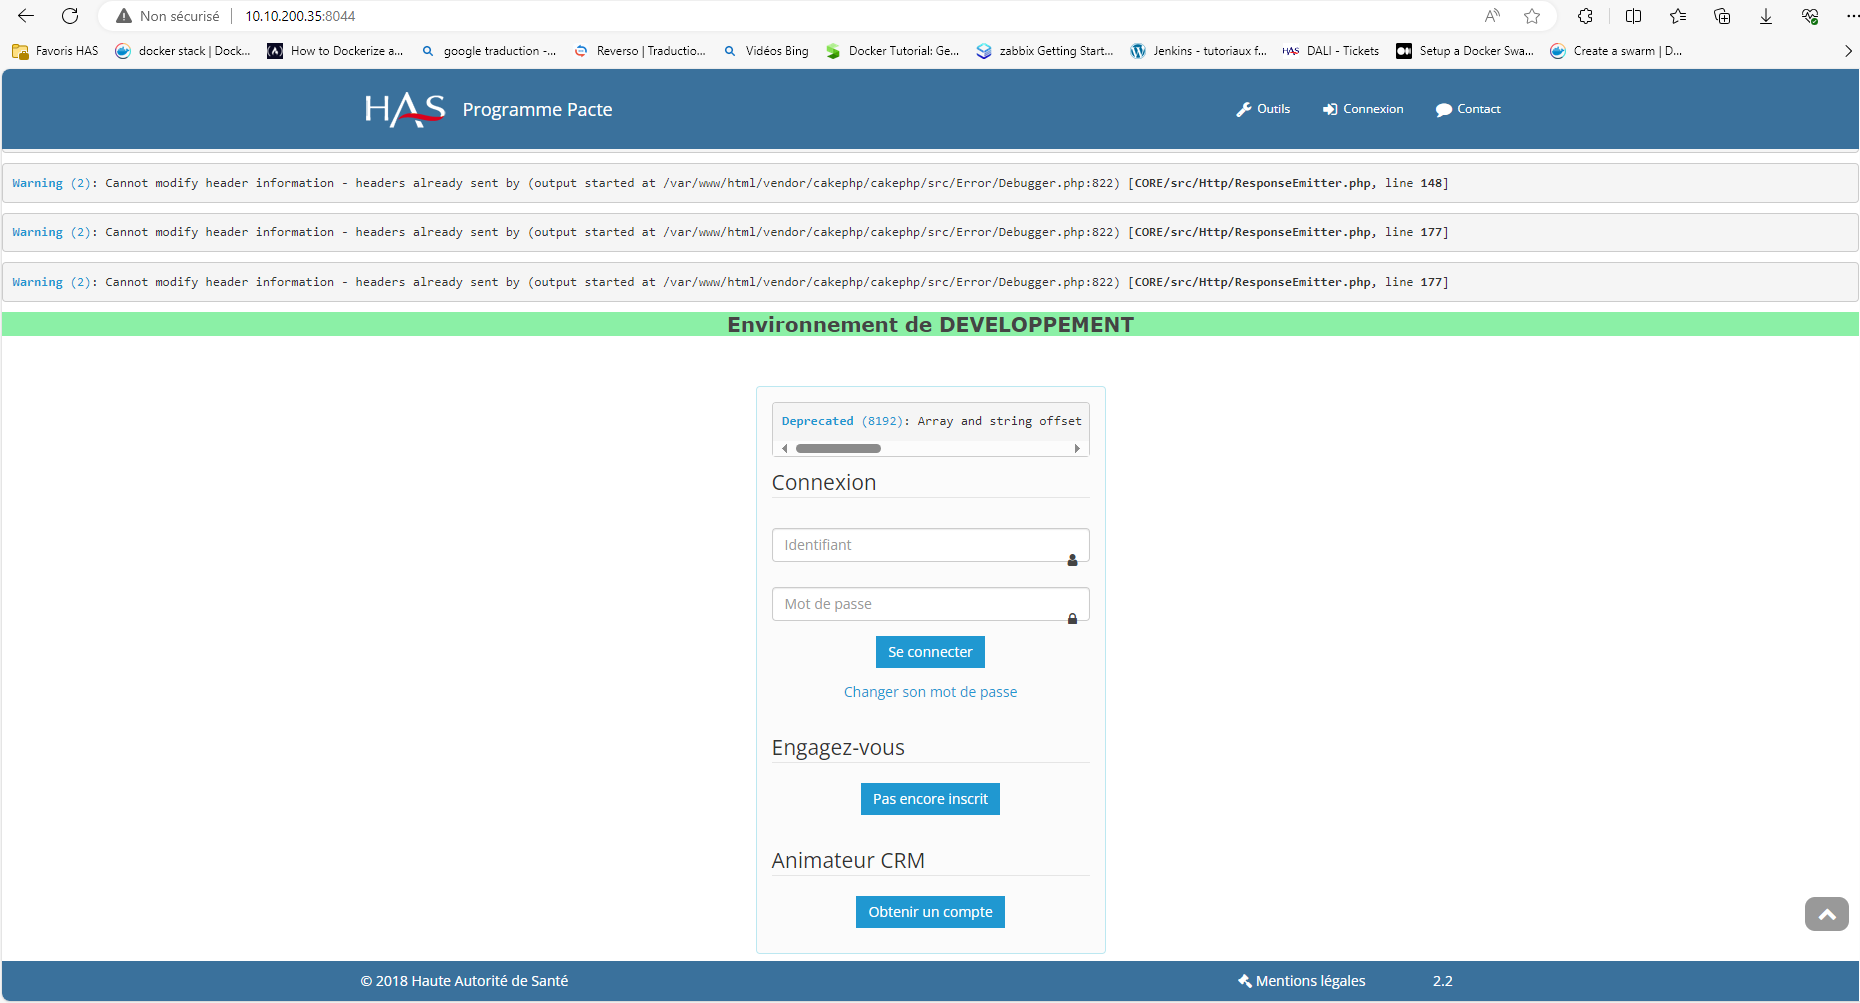 Non sécurisé 10.10.200.35:8044
Favoris HAS docker stack | Dock... How to Dockerize a... google traduction -... Reverso | Traductio... Vidéos Bing Docker Tutorial: Ge... zabbix Getting Start... Jenkins - tutoriaux f... HAS DALI - Tickets Setup a Docker Swa... Create a swarm | D...
HAS Programme Pacte Outils Connexion Contact
Warning (2): Cannot modify header information - headers already sent by (output started at /var/www/html/vendor/cakephp/cakephp/src/Error/Debugger.php:822) [CORE/src/Http/ResponseEmitter.php, line 148]
Warning (2): Cannot modify header information - headers already sent by (output started at /var/www/html/vendor/cakephp/cakephp/src/Error/Debugger.php:822) [CORE/src/Http/ResponseEmitter.php, line 177]
Warning (2): Cannot modify header information - headers already sent by (output started at /var/www/html/vendor/cakephp/cakephp/src/Error/Debugger.php:822) [CORE/src/Http/ResponseEmitter.php, line 177]
Environnement de DEVELOPPEMENT
Deprecated (8192): Array and string offset
Connexion
Identifiant
Mot de passe
Se connecter
Changer son mot de passe
Engagez-vous
Pas encore inscrit
Animateur CRM
Obtenir un compte
© 2018 Haute Autorité de Santé Mentions légales 2.2